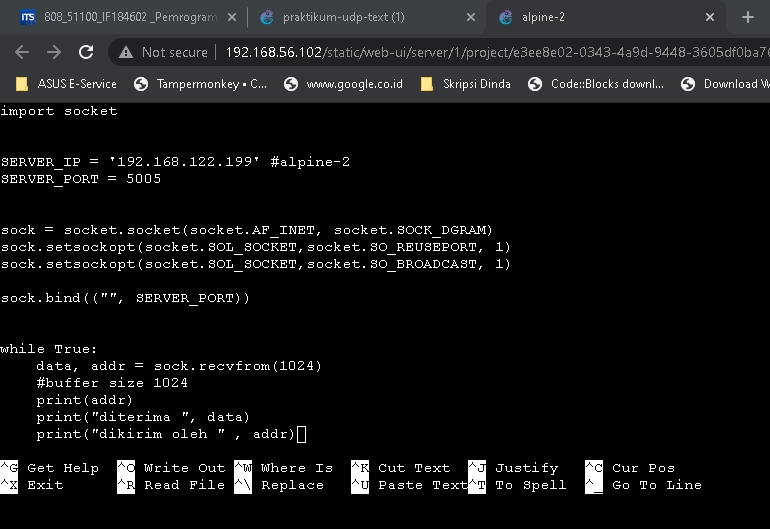 808_51100_IF184602 _Pemrogram
praktikum-udp-text (1)
alpine-2
Not secure
192.168.56.102/static/web-ui/server/1/project/e3ee8e02-0343-4a9d-9448-3605df0ba76
ASUS E-Service
Tampermonkey • C...
www.google.co.id
Skripsi Dinda
Code::Blocks downl...
Download W
import socket
SERVER_IP = '192.168.122.199' #alpine-2
SERVER_PORT = 5005
sock = socket.socket(socket.AF_INET, socket.SOCK_DGRAM)
sock.setsockopt(socket.SOL_SOCKET,socket.SO_REUSEPORT, 1)
sock.setsockopt(socket.SOL_SOCKET,socket.SO_BROADCAST, 1)
sock.bind(("", SERVER_PORT))
while True:
    data, addr = sock.recvfrom(1024)
    #buffer size 1024
    print(addr)
    print("diterima ", data)
    print("dikirim oleh " , addr)
^G Get Help ^O Write Out ^W Where Is ^K Cut Text ^J Justify ^C Cur Pos
^X Exit ^R Read File ^\ Replace ^U Paste Text ^T To Spell ^_ Go To Line